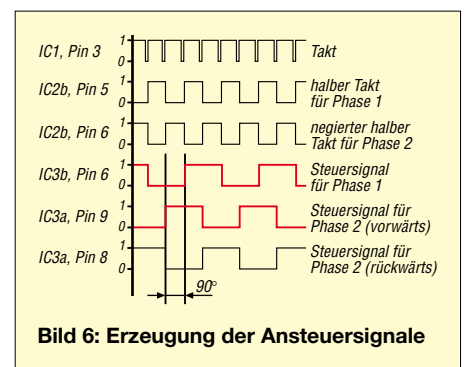 IC1, Pin 3
1
0
Takt
IC2b, Pin 5
1
0
halber Takt
für Phase 1
IC2b, Pin 6
1
0
negierter halber
Takt für Phase 2
IC3b, Pin 6
1
0
Steuersignal
für Phase 1
IC3a, Pin 9
1
0
Steuersignal für
Phase 2 (vorwärts)
IC3a, Pin 8
1
0
Steuersignal für
Phase 2 (rückwärts)
90°
Bild 6: Erzeugung der Ansteuersignale